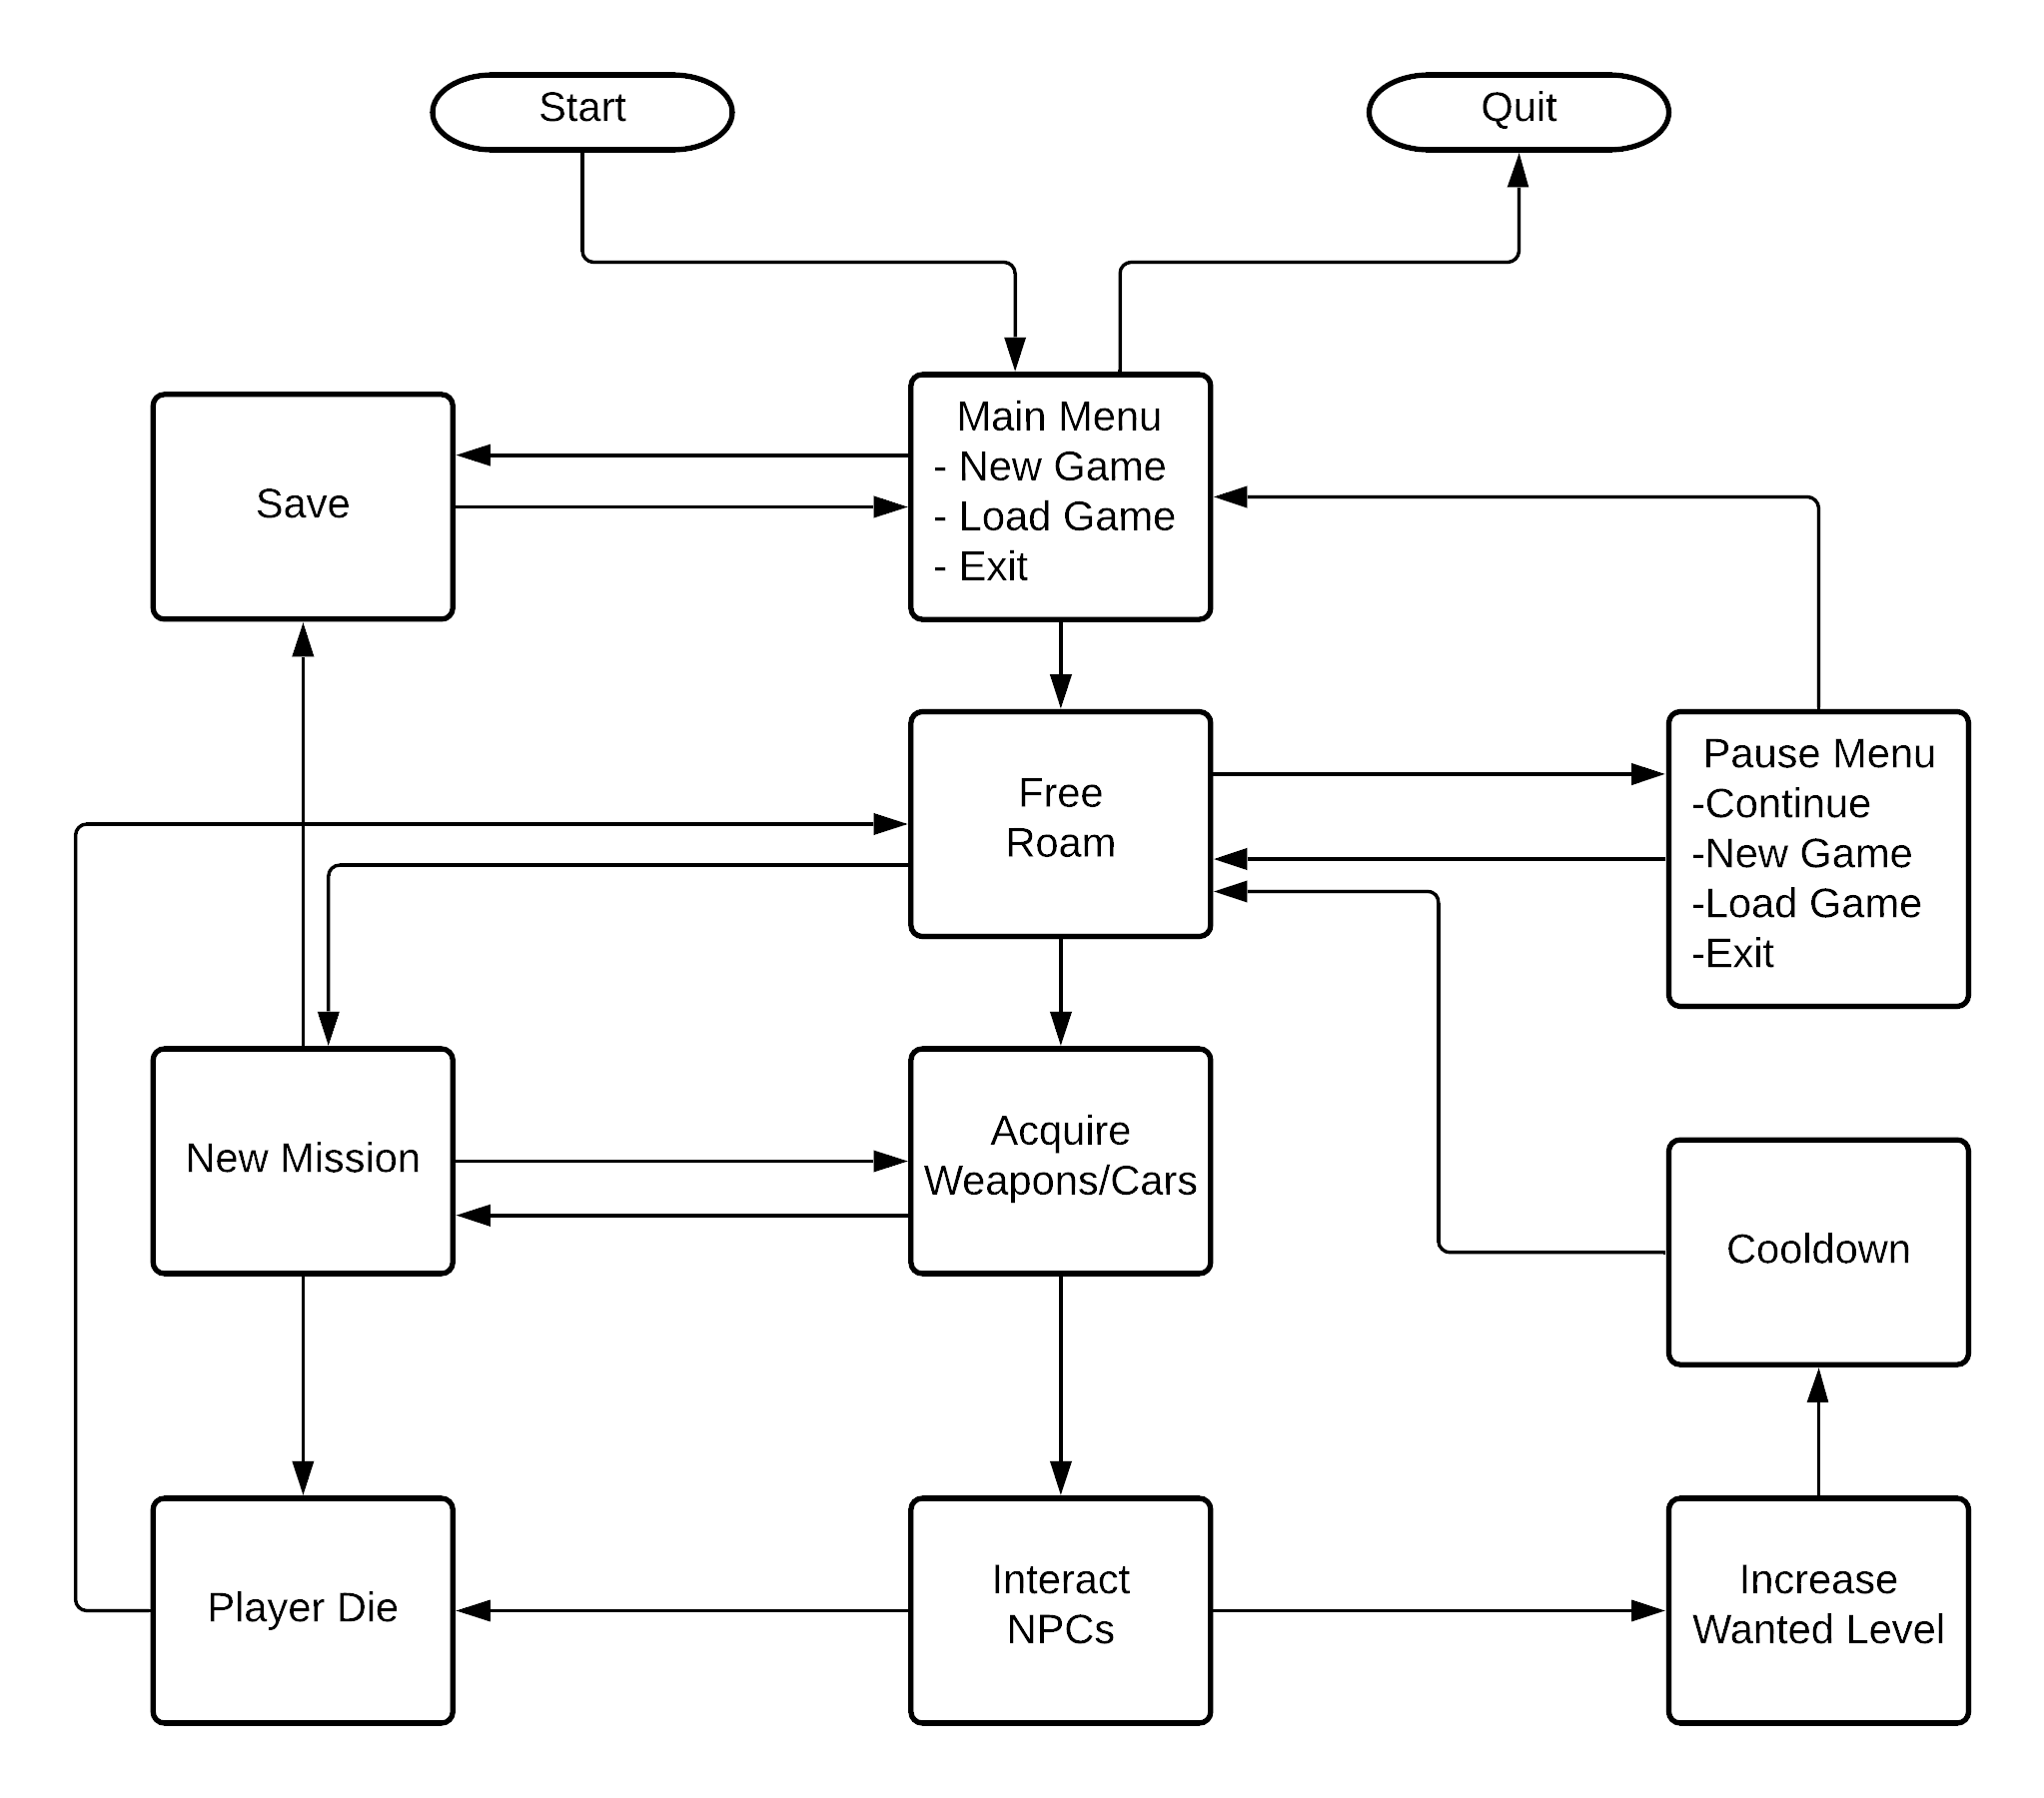 Start
Quit
Save
Main Menu
- New Game
- Load Game
- Exit
Free
Roam
Pause Menu
-Continue
-New Game
-Load Game
-Exit
New Mission
Acquire
Weapons/Cars
Cooldown
Player Die
Interact
NPCs
Increase
Wanted Level